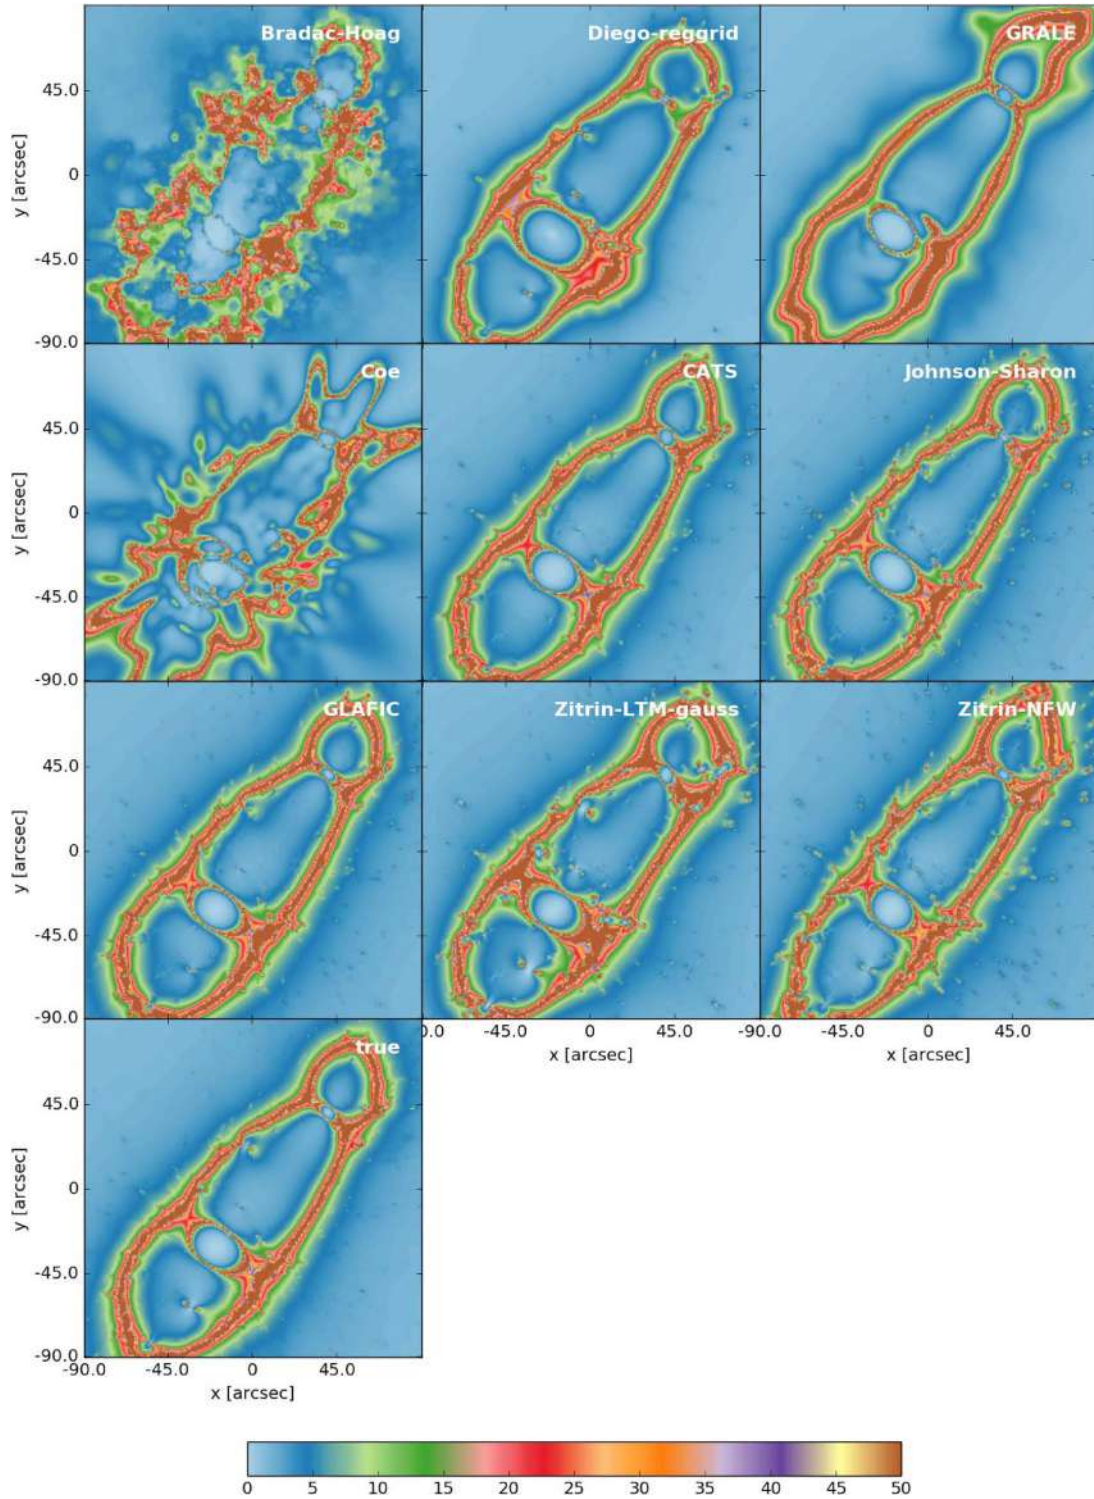 Bradac-Hoag
Diego-reggrid
GRALE
45.0
0
-45.0
-90.0
y [arcsec]
Coe
CATS
Johnson-Sharon
45.0
0
-45.0
-90.0
y [arcsec]
GLAFIC
Zitrin-LTM-gauss
Zitrin-NFW
45.0
0
-45.0
-90.0
y [arcsec]
0.0 -45.0 0 45.0 -90.0 -45.0 0 45.0
x [arcsec] x [arcsec]
true
45.0
0
-45.0
-90.0
y [arcsec]
-90.0 -45.0 0 45.0
x [arcsec]
0 5 10 15 20 25 30 35 40 45 50